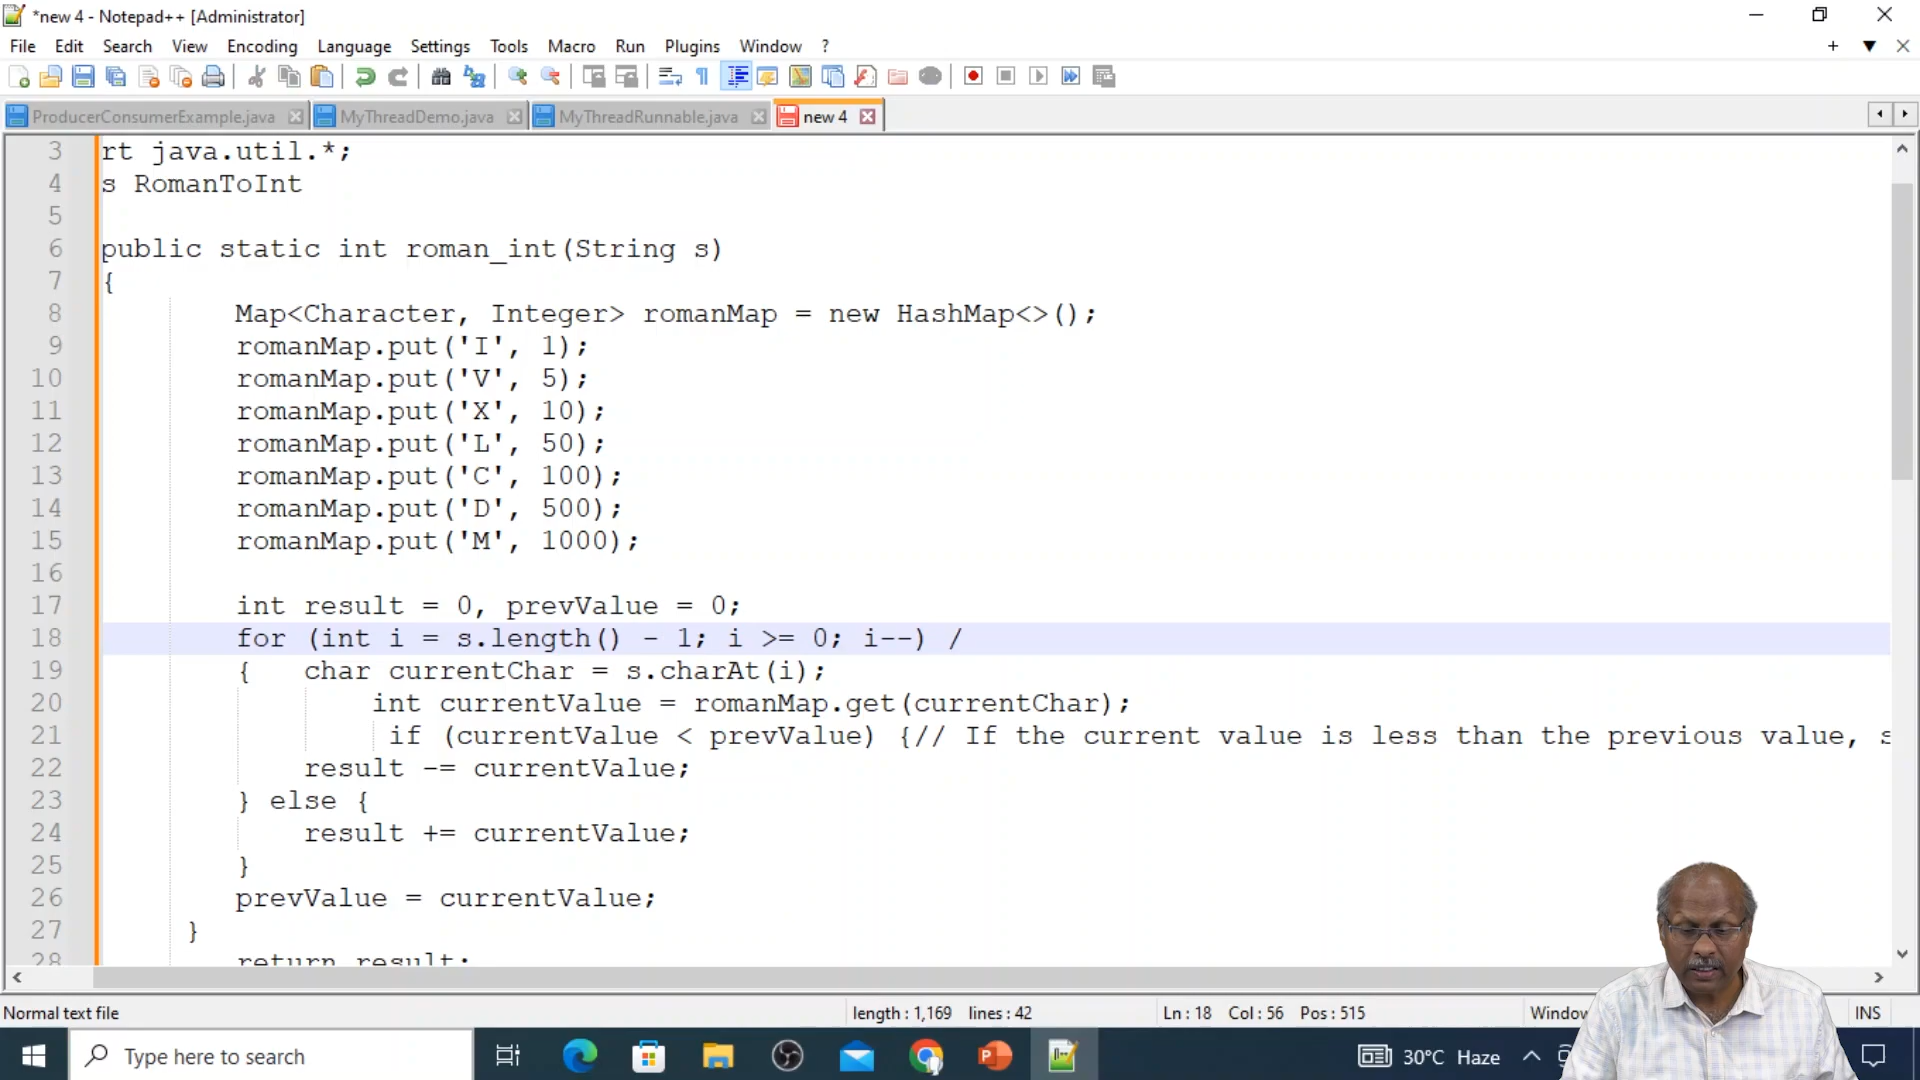 *new 4 - Notepad++ [Administrator]
File Edit Search View Encoding Language Settings Tools Macro Run Plugins Window ?
ProducerConsumerExample.java MyThreadDemo.java MyThreadRunnable.java new 4
3 rt java.util.*;
4 s RomanToInt
5
6 public static int roman_int(String s)
7 {
8 Map<Character, Integer> romanMap = new HashMap<>();
9 romanMap.put('I', 1);
10 romanMap.put('V', 5);
11 romanMap.put('X', 10);
12 romanMap.put('L', 50);
13 romanMap.put('C', 100);
14 romanMap.put('D', 500);
15 romanMap.put('M', 1000);
16
17 int result = 0, prevValue = 0;
18 for (int i = s.length() - 1; i >= 0; i--) /
19 { char currentChar = s.charAt(i);
20 int currentValue = romanMap.get(currentChar);
21 if (currentValue < prevValue) {// If the current value is less than the previous value, s
22 result -= currentValue;
23 } else {
24 result += currentValue;
25 }
26 prevValue = currentValue;
27 }
28 return result;
Normal text file length : 1,169 lines : 42 Ln : 18 Col : 56 Pos : 515 Window INS
Type here to search 30°C Haze